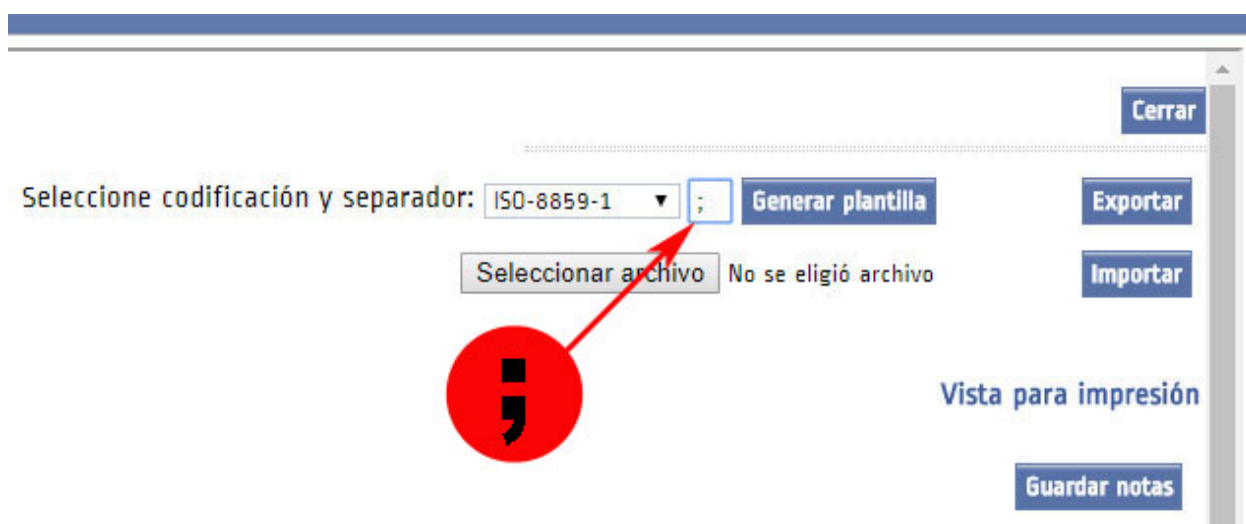 Cerrar
Seleccione codificación y separador: ISO-8859-1 ; Generar plantilla Exportar
Seleccionar archivo No se eligió archivo Importar
;
Vista para impresión
Guardar notas